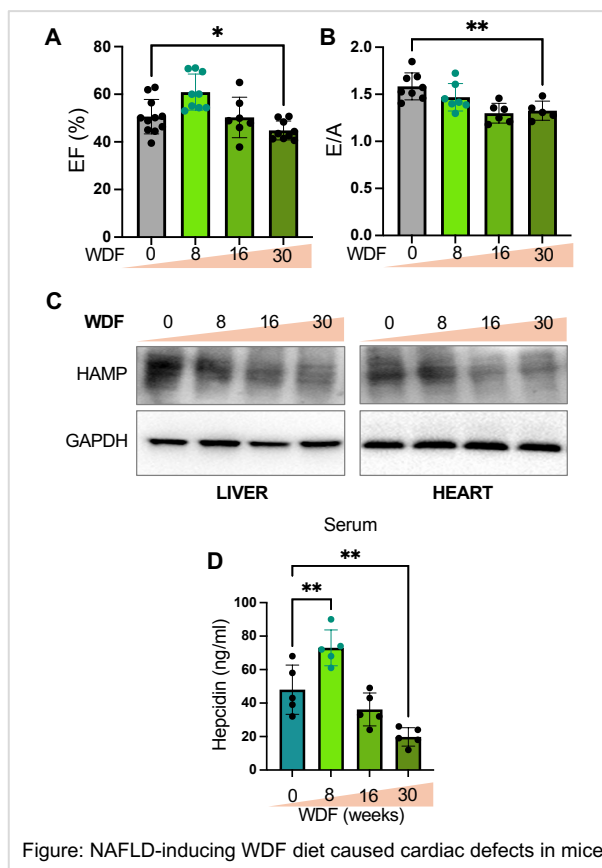 A
*
EF (%)
80
60
40
20
0
WDF 0 8 16 30
B
**
E/A
2.0
1.5
1.0
0.5
0.0
WDF 0 8 16 30
C
WDF 0 8 16 30 0 8 16 30
HAMP
GAPDH
LIVER HEART
Serum
D
**
**
Hepcidin (ng/ml)
100
80
60
40
20
0
0 8 16 30
WDF (weeks)
Figure: NAFLD-inducing WDF diet caused cardiac defects in mice